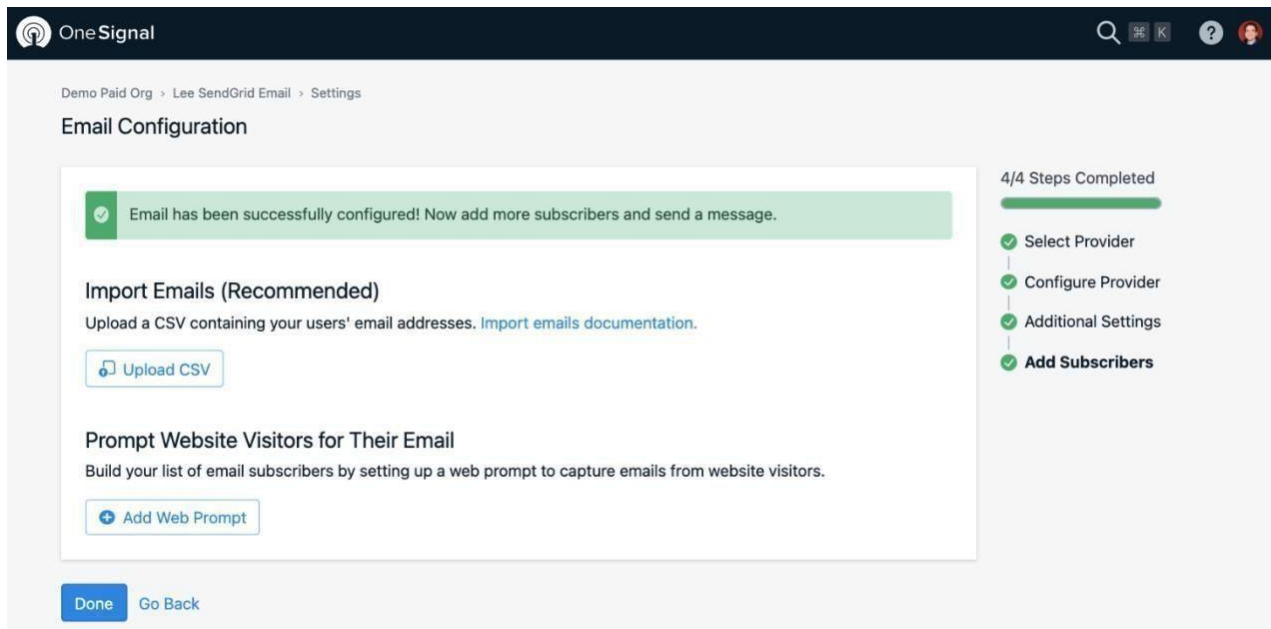 OneSignal
⌘ K
?
Demo Paid Org › Lee SendGrid Email › Settings
Email Configuration
Email has been successfully configured! Now add more subscribers and send a message.
Import Emails (Recommended)
Upload a CSV containing your users' email addresses. Import emails documentation.
Upload CSV
Prompt Website Visitors for Their Email
Build your list of email subscribers by setting up a web prompt to capture emails from website visitors.
Add Web Prompt
Done Go Back
4/4 Steps Completed
Select Provider
Configure Provider
Additional Settings
Add Subscribers